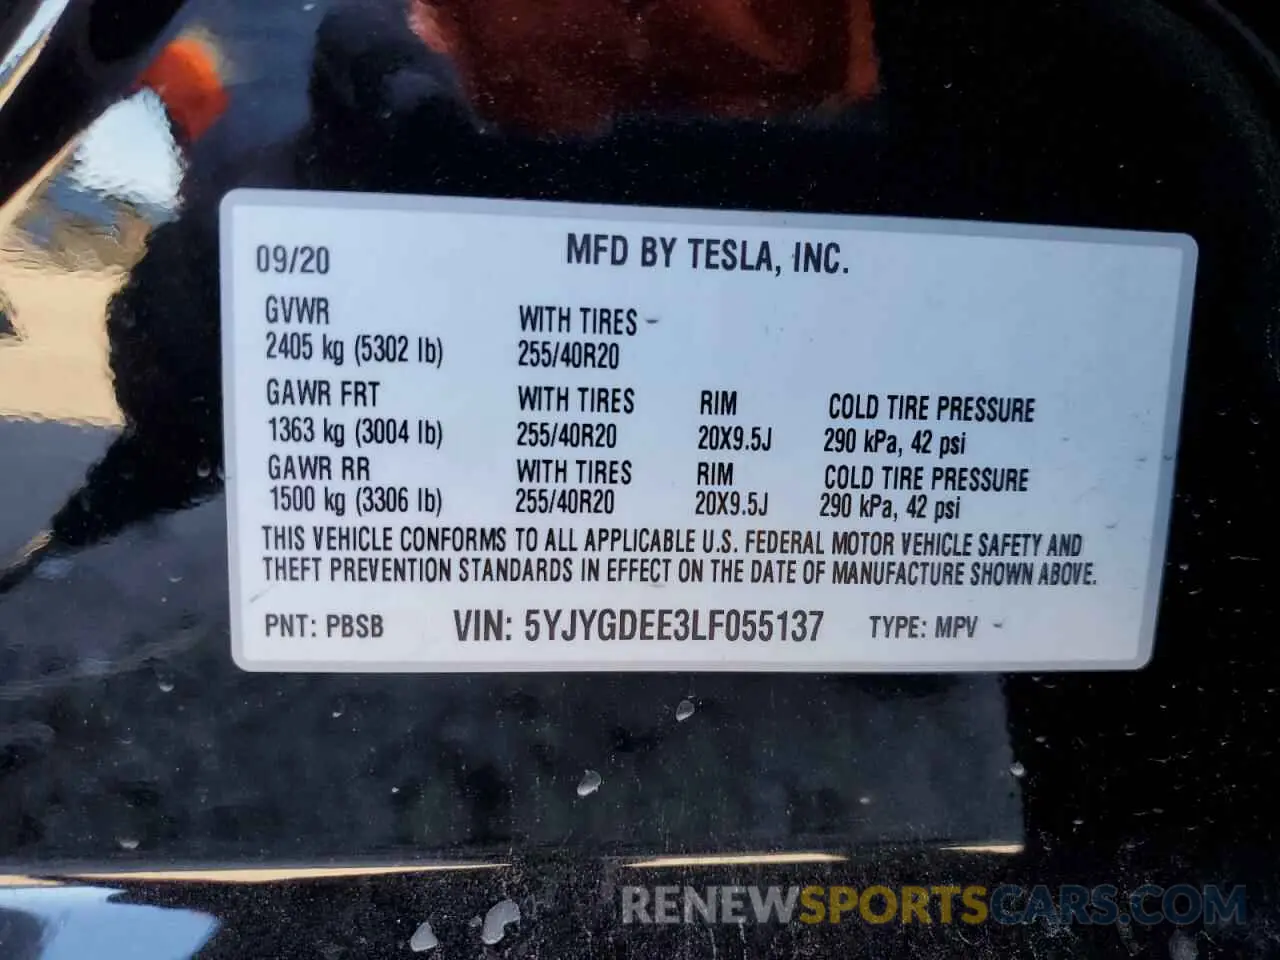 09/20 MFD BY TESLA, INC.
GVWR WITH TIRES
2405 kg (5302 lb) 255/40R20
GAWR FRT WITH TIRES RIM COLD TIRE PRESSURE
1363 kg (3004 lb) 255/40R20 20X9.5J 290 kPa, 42 psi
GAWR RR WITH TIRES RIM COLD TIRE PRESSURE
1500 kg (3306 lb) 255/40R20 20X9.5J 290 kPa, 42 psi
THIS VEHICLE CONFORMS TO ALL APPLICABLE U.S. FEDERAL MOTOR VEHICLE SAFETY AND
THEFT PREVENTION STANDARDS IN EFFECT ON THE DATE OF MANUFACTURE SHOWN ABOVE.
PNT: PBSB VIN: 5YJYGDEE3LF055137 TYPE: MPV
RENEWSPORTSCARS.COM